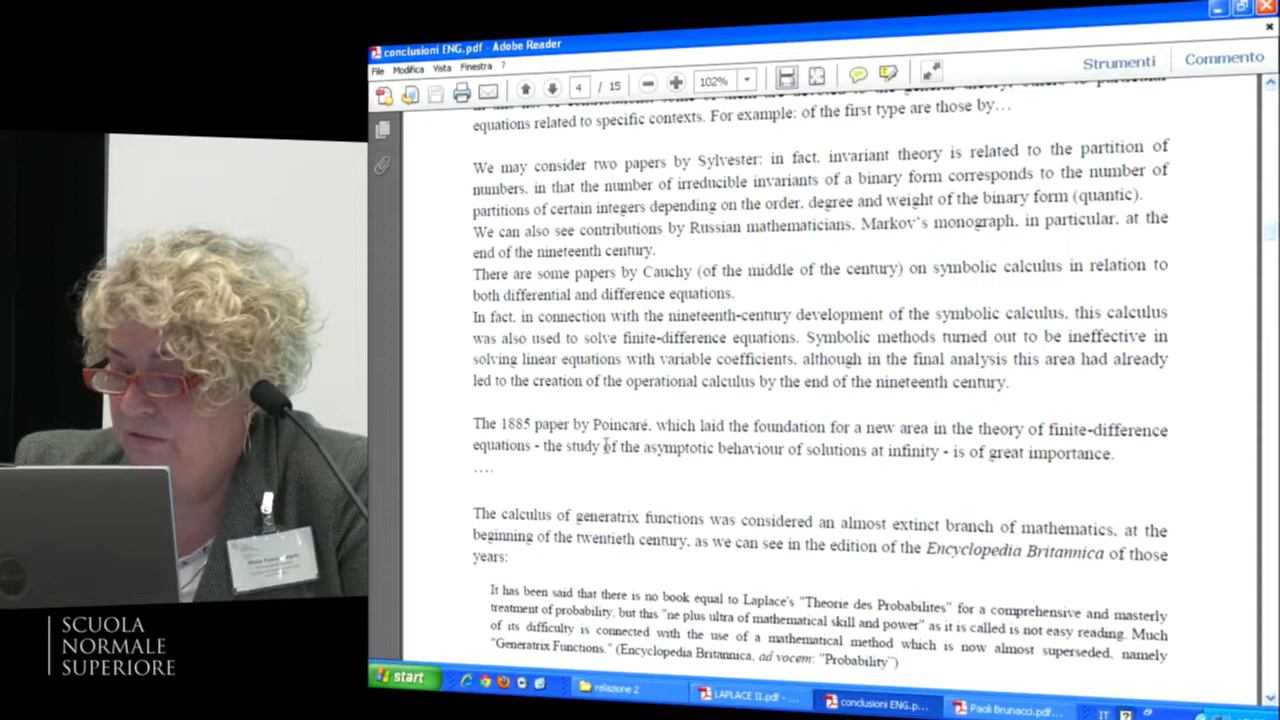 conclusioni ENG.pdf - Adobe Reader
File Modifica Vista Finestra ?
4 / 15
102%
Strumenti
Commento
equations related to specific contexts. For example: of the first type are those by…
We may consider two papers by Sylvester: in fact, invariant theory is related to the partition of
numbers, in that the number of irreducible invariants of a binary form corresponds to the number of
partitions of certain integers depending on the order, degree and weight of the binary form (quantic).
We can also see contributions by Russian mathematicians, Markov's monograph, in particular, at the
end of the nineteenth century.
There are some papers by Cauchy (of the middle of the century) on symbolic calculus in relation to
both differential and difference equations.
In fact, in connection with the nineteenth-century development of the symbolic calculus, this calculus
was also used to solve finite-difference equations. Symbolic methods turned out to be ineffective in
solving linear equations with variable coefficients, although in the final analysis this area had already
led to the creation of the operational calculus by the end of the nineteenth century.
The 1885 paper by Poincaré, which laid the foundation for a new area in the theory of finite-difference
equations - the study of the asymptotic behaviour of solutions at infinity - is of great importance.
....
The calculus of generatrix functions was considered an almost extinct branch of mathematics, at the
beginning of the twentieth century, as we can see in the edition of the Encyclopedia Britannica of those
years:
It has been said that there is no book equal to Laplace's "Theorie des Probabilites" for a comprehensive and masterly
treatment of probability, but this "ne plus ultra of mathematical skill and power" as it is called is not easy reading. Much
of its difficulty is connected with the use of a mathematical method which is now almost superseded, namely
"Generatrix Functions." (Encyclopedia Britannica, ad vocem: "Probability")
start
relazione 2
LAPLACE II.pdf - ...
conclusioni ENG.p...
Paoli Brunacci.pdf...
IT
SCUOLA
NORMALE
SUPERIORE